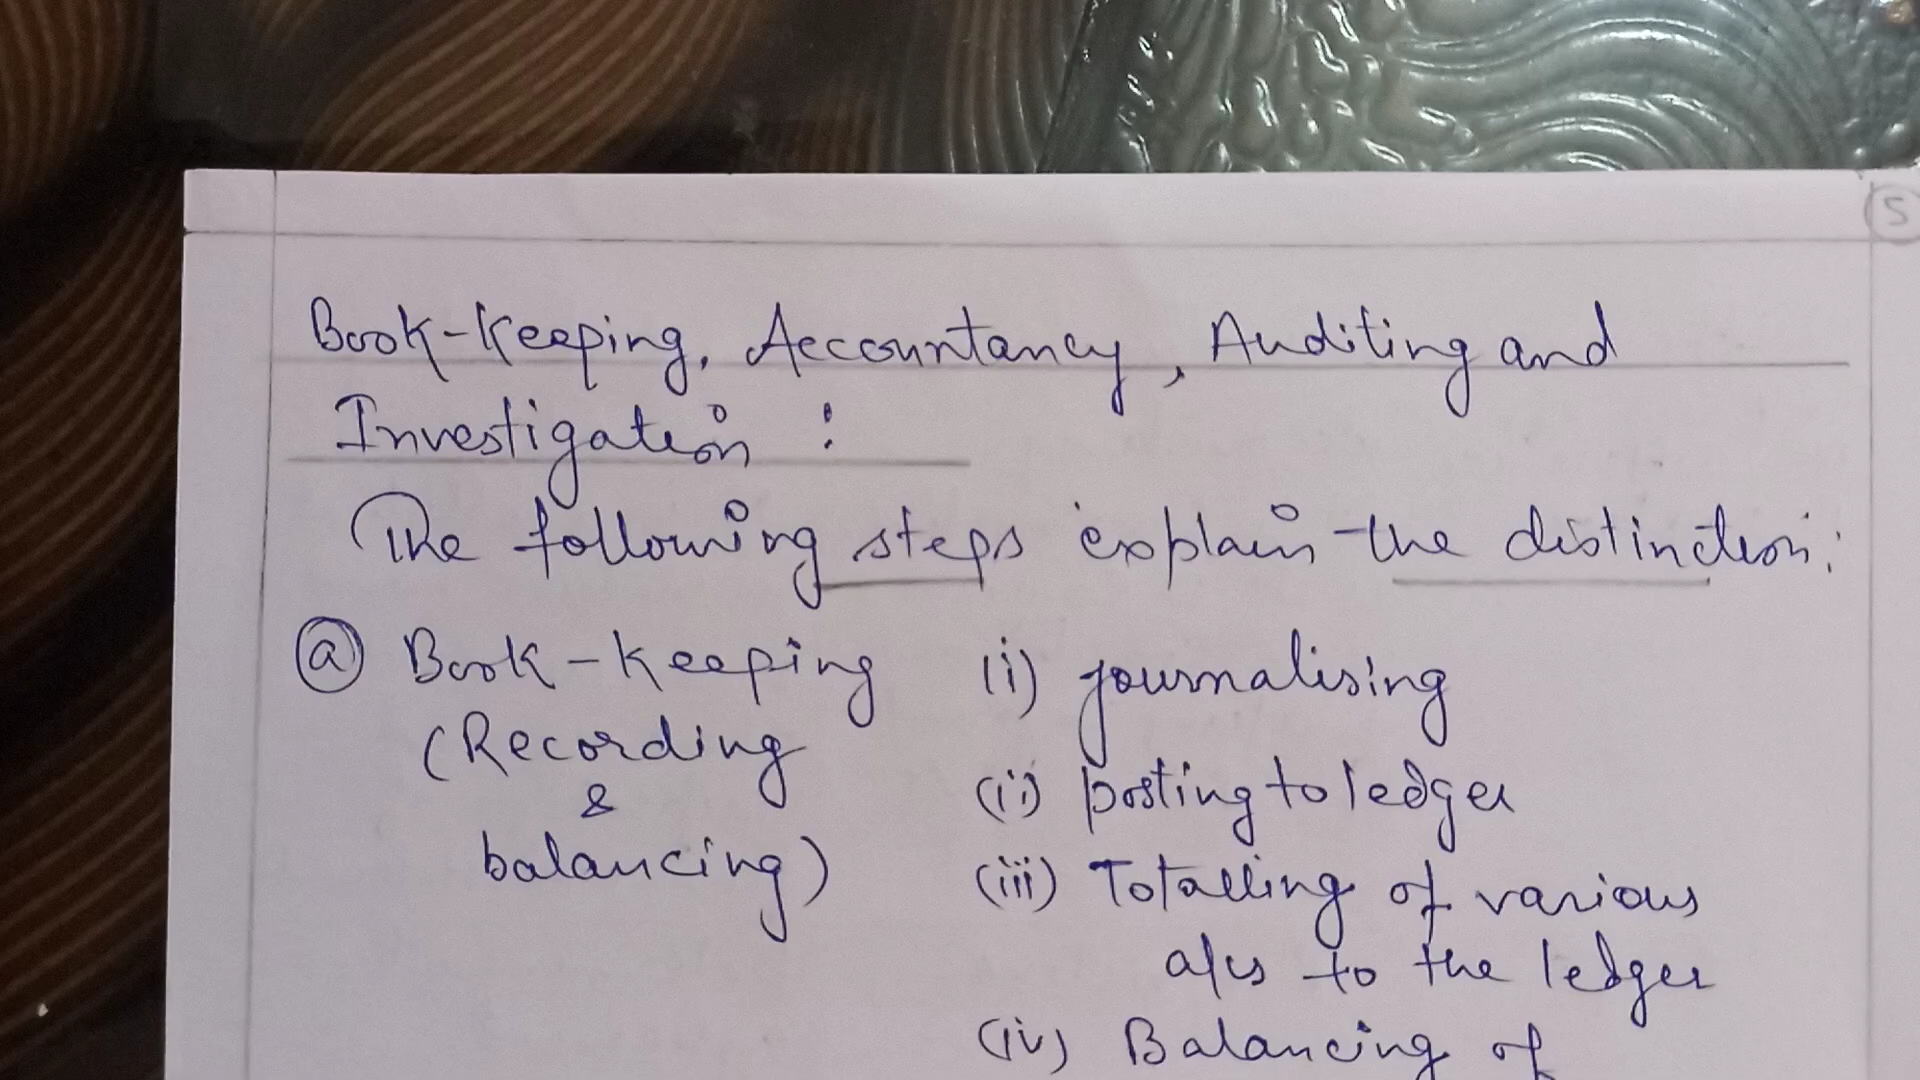 5
Book-Keeping, Accountancy, Auditing and
Investigation :
The following steps explain the distinction:
(a) Book-Keeping (i) journalising
(Recording
& (ii) posting to ledger
balancing) (iii) Totalling of various
a/cs to the ledger
(iv) Balancing of